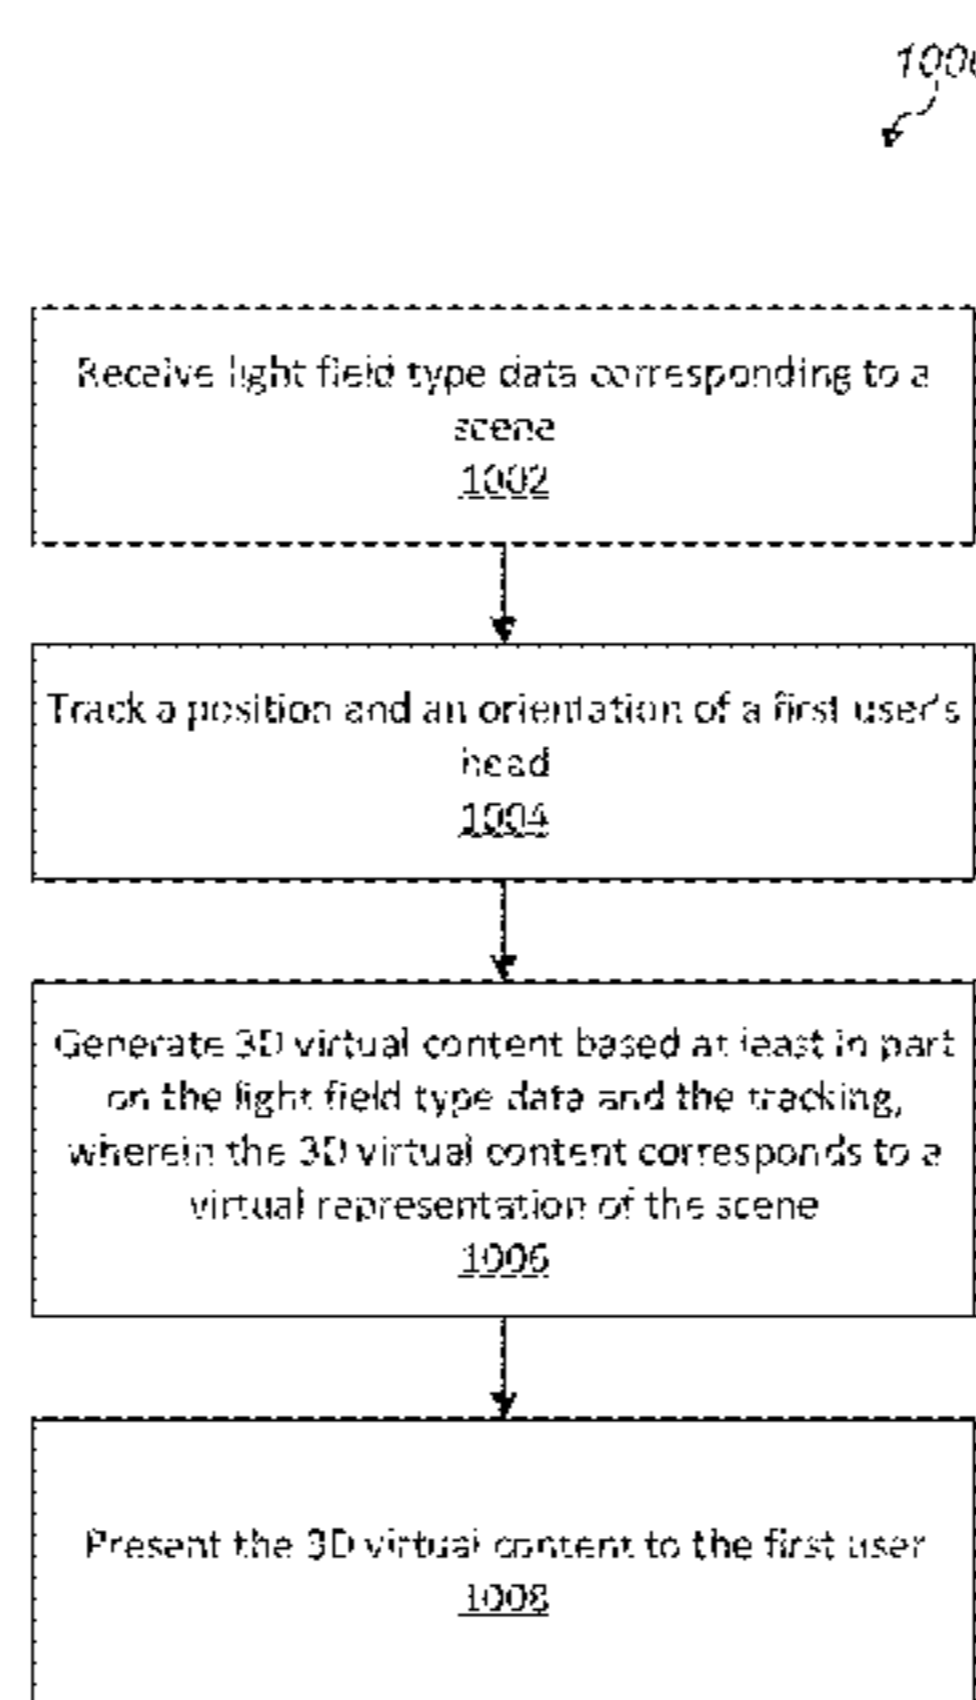 1000
Receive light field type data corresponding to a
scene
1002
Track a position and an orientation of a first user's
head
1004
Generate 3D virtual content based at least in part
on the light field type data and the tracking,
wherein the 3D virtual content corresponds to a
virtual representation of the scene
1006
Present the 3D virtual content to the first user
1008